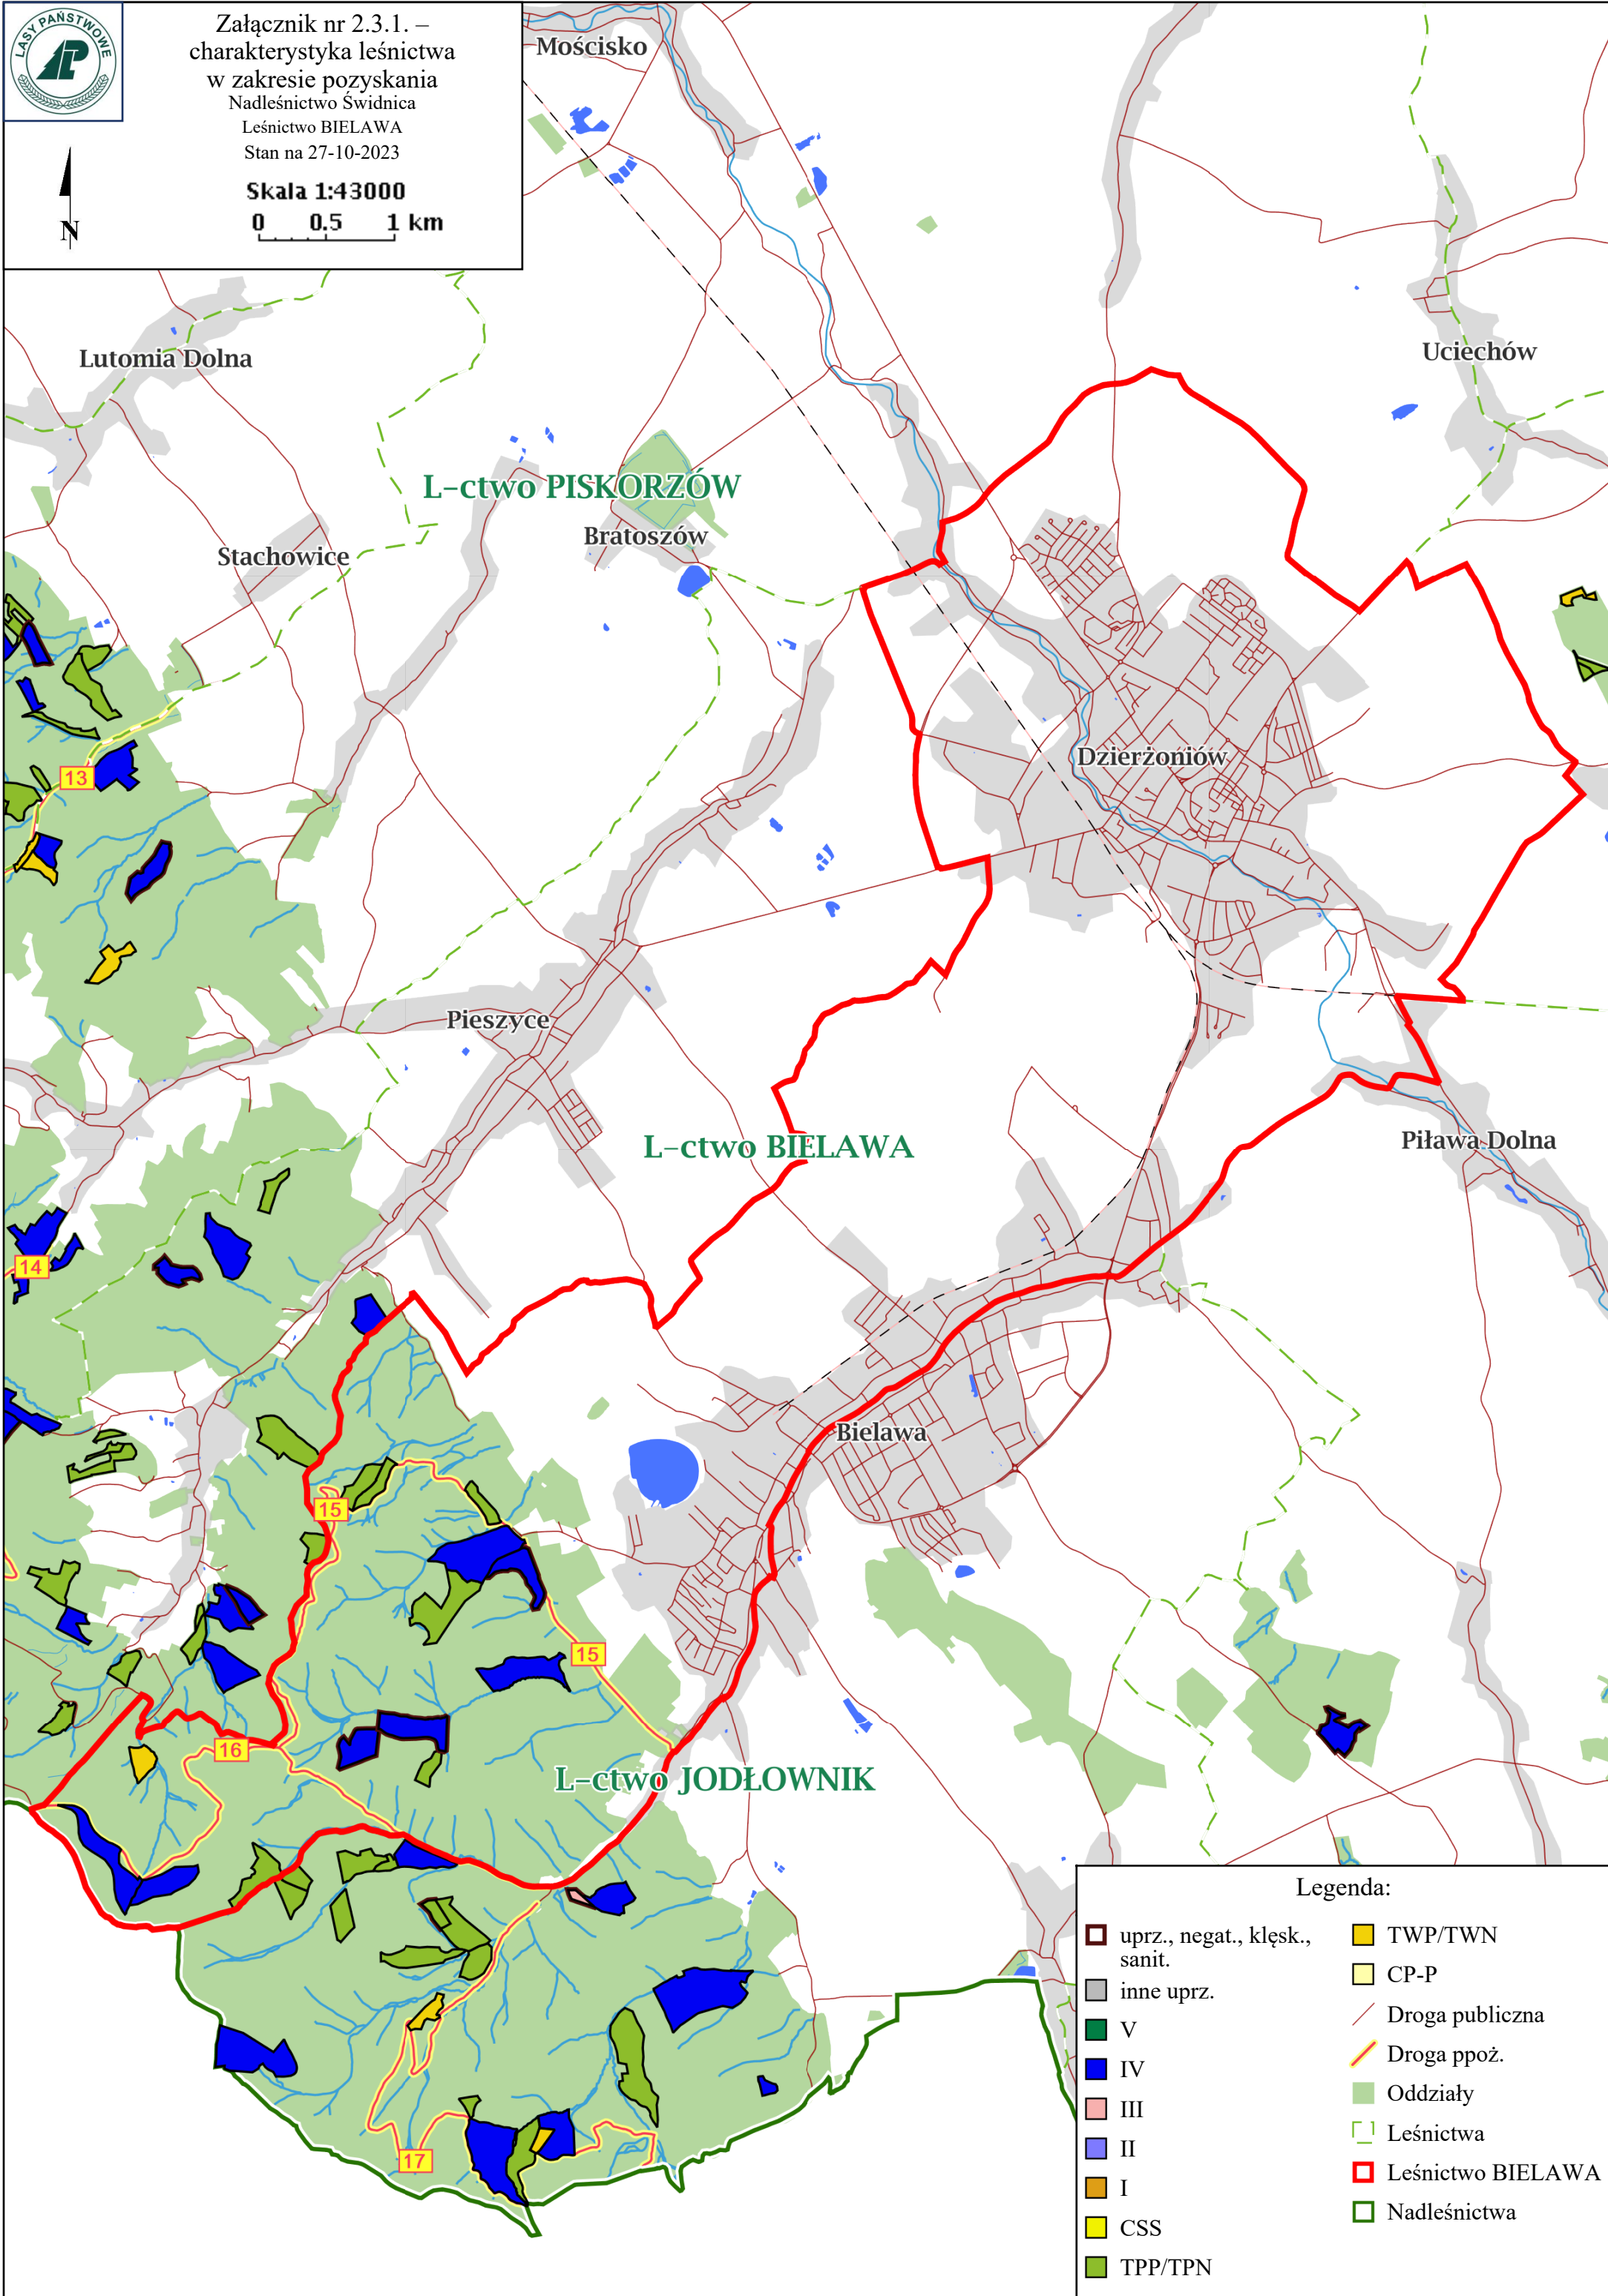 LASY PAŃSTWOWE
Załącznik nr 2.3.1. –
charakterystyka leśnictwa
w zakresie pozyskania
Nadleśnictwo Świdnica
Leśnictwo BIELAWA
Stan na 27-10-2023
Skala 1:43000
0 0.5 1 km
N
Mościsko
Lutomia Dolna
Uciechów
L-ctwo PISKORZÓW
Bratoszów
Stachowice
Dzierżoniów
13
Pieszyce
L-ctwo BIELAWA
Piława Dolna
14
Bielawa
15
15
16
L-ctwo JODŁOWNIK
17
Legenda:
uprz., negat., klęsk.,
sanit.
inne uprz.
V
IV
III
II
I
CSS
TPP/TPN
TWP/TWN
CP-P
Droga publiczna
Droga ppoż.
Oddziały
Leśnictwa
Leśnictwo BIELAWA
Nadleśnictwa